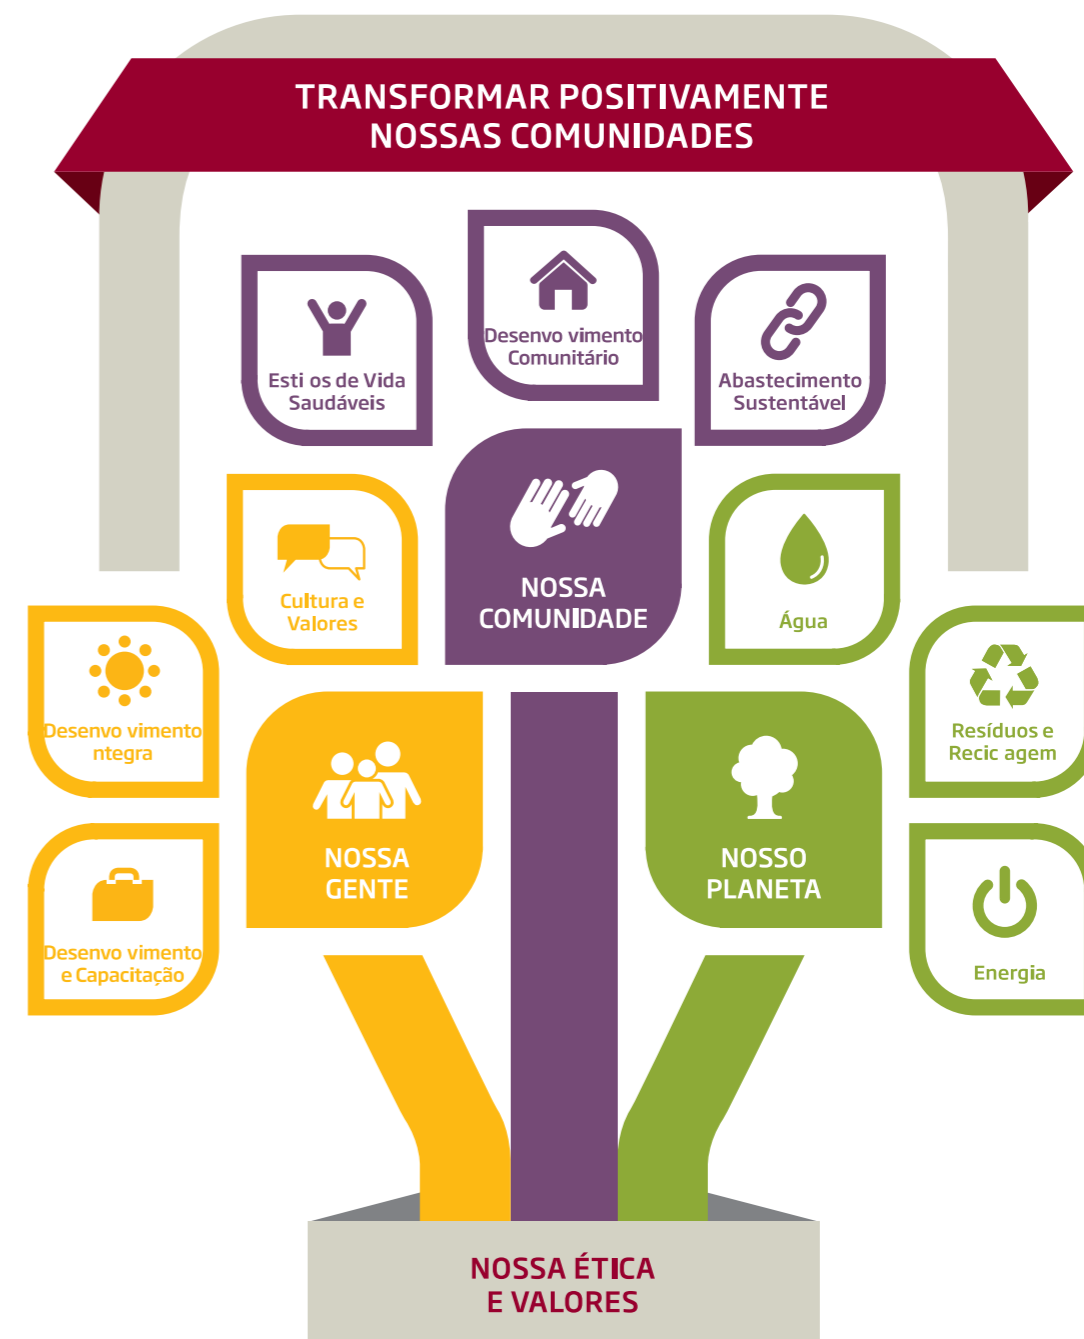 TRANSFORMAR POSITIVAMENTE
NOSSAS COMUNIDADES
Desenvo vimento
Comunitário
Esti os de Vida
Saudáveis
Abastecimento
Sustentável
NOSSA
COMUNIDADE
Cultura e
Valores
Água
Desenvo vimento
ntegra
Resíduos e
Recic agem
NOSSA
GENTE
NOSSO
PLANETA
Desenvo vimento
e Capacitação
Energia
NOSSA ÉTICA
E VALORES